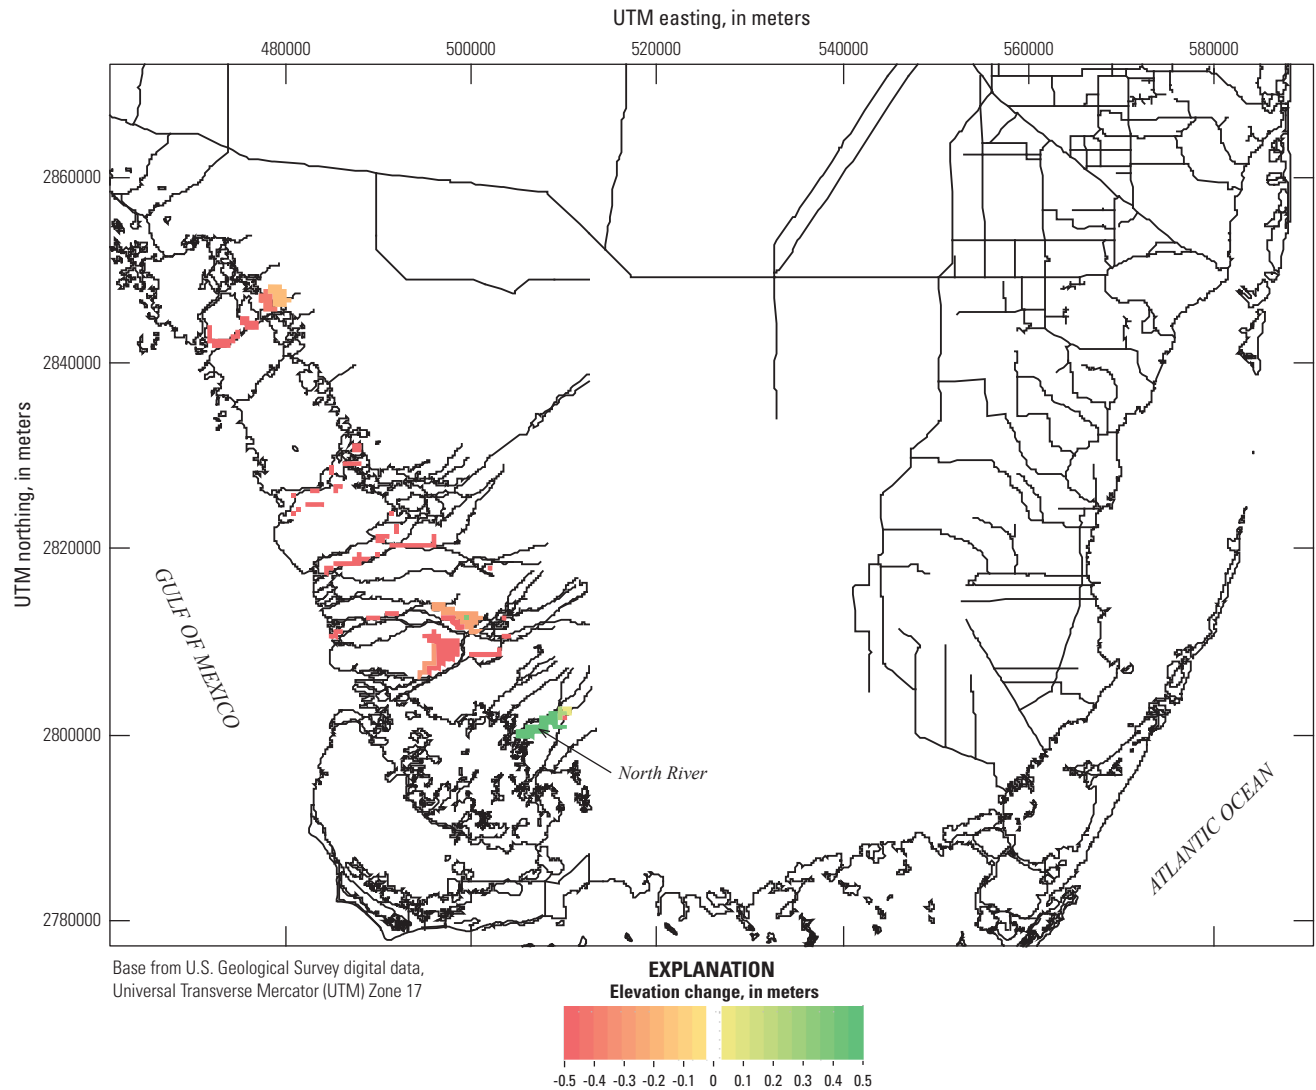 UTM easting, in meters
480000 500000 520000 540000 560000 580000
UTM northing, in meters
2860000
2840000
2820000
2800000
2780000
GULF OF MEXICO
North River
ATLANTIC OCEAN
Base from U.S. Geological Survey digital data,
Universal Transverse Mercator (UTM) Zone 17
EXPLANATION
Elevation change, in meters
-0.5 -0.4 -0.3 -0.2 -0.1 0 0.1 0.2 0.3 0.4 0.5